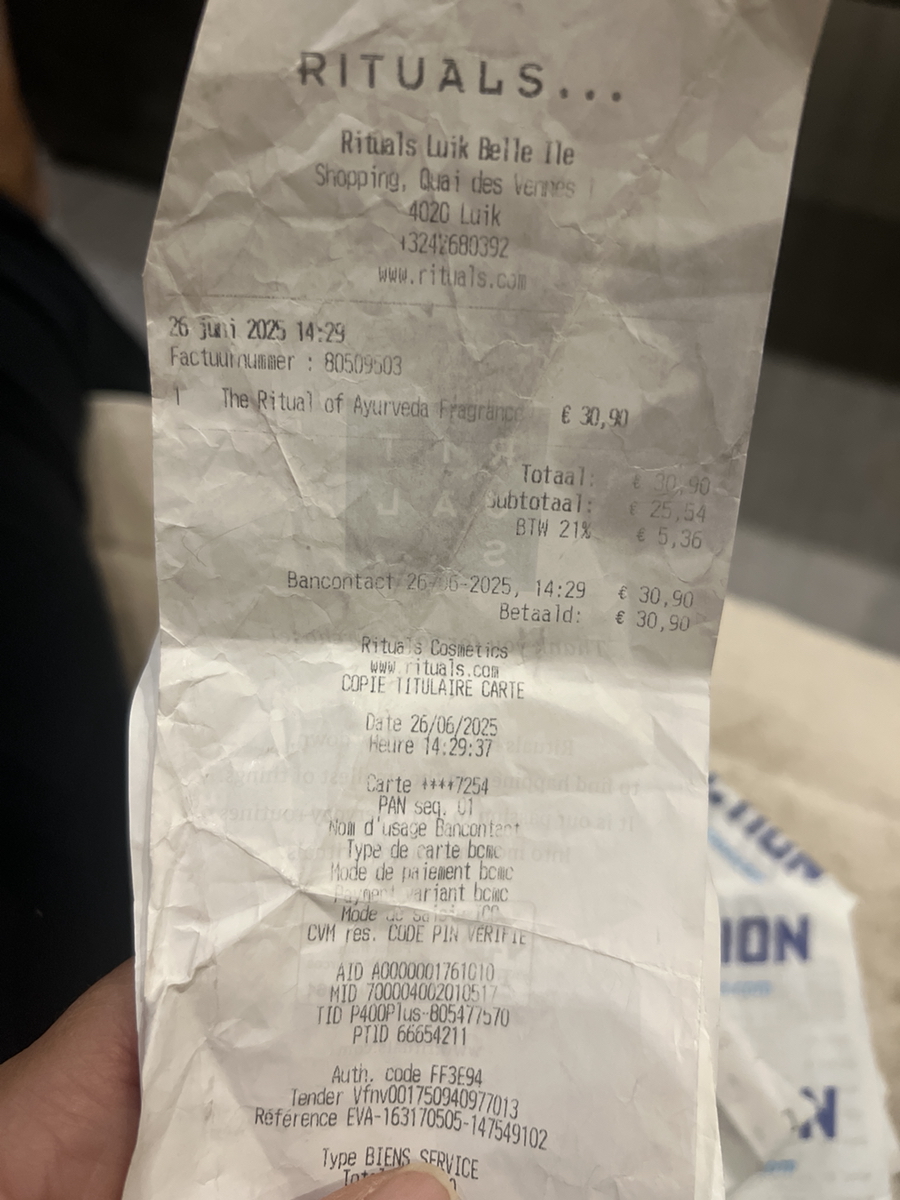 RITUALS...
Rituals Luik Belle Ile
Shopping, Quai des Vennes 1
4020 Luik
www.rituals.com
26 juni 2025 14:29
Factuurnummer : 80509503
1 The Ritual of Ayurveda Fragrance € 30,90
Totaal: € 30,90
Subtotaal: € 25,54
BTW 21% € 5,36
Bancontact 26-06-2025, 14:29 € 30,90
Betaald: € 30,90
Rituals Cosmetics
www.rituals.com
COPIE TITULAIRE CARTE
Date 26/06/2025
Heure 14:29:37
Carte ****7254
PAN seq. 01
Nom d'usage Bancontact
Type de carte bcmc
Mode de paiement bcmc
Payment variant bcmc
Mode de
CVM res. CODE PIN VERIFIE
AID A0000001761010
MID 700004002010517
TID P400Plus-805477570
PTID 66654211
Auth. code FF3E94
Tender Vfnv001750940977013
Référence EVA-163170505-147549102
Type BIENS SERVICE